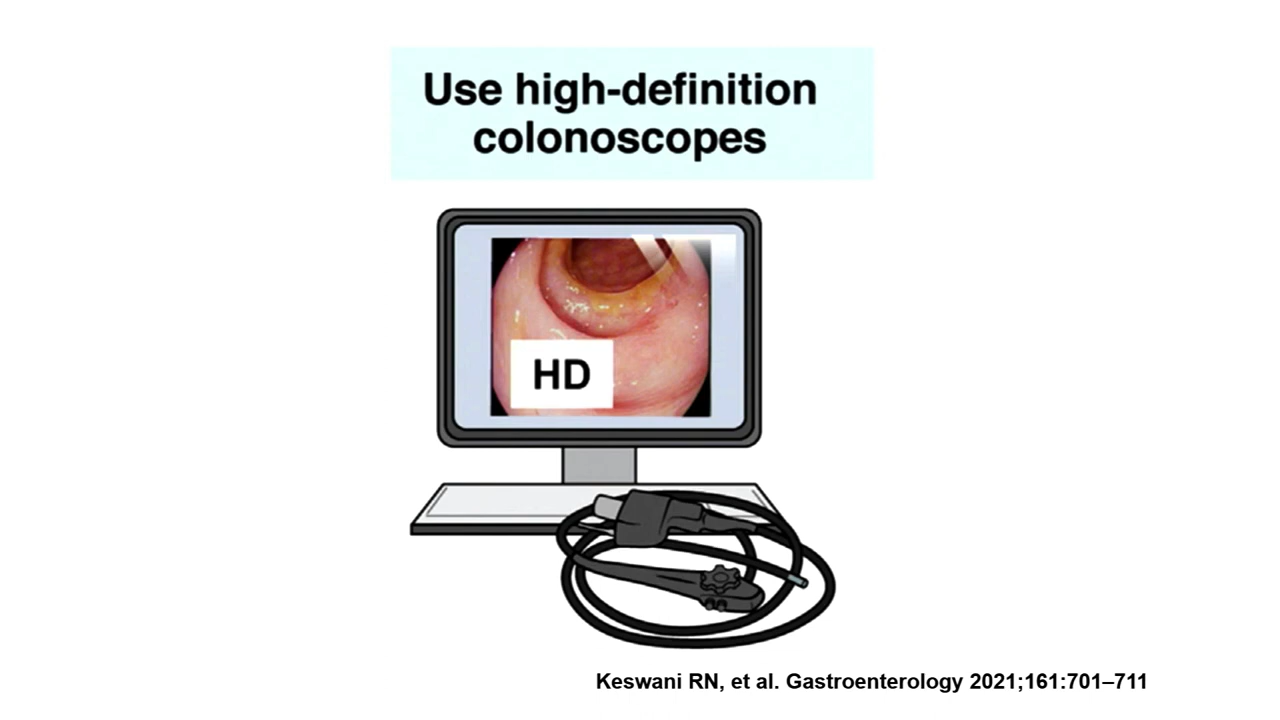 Use high-definition
colonoscopes
HD
Keswani RN, et al. Gastroenterology 2021;161:701–711